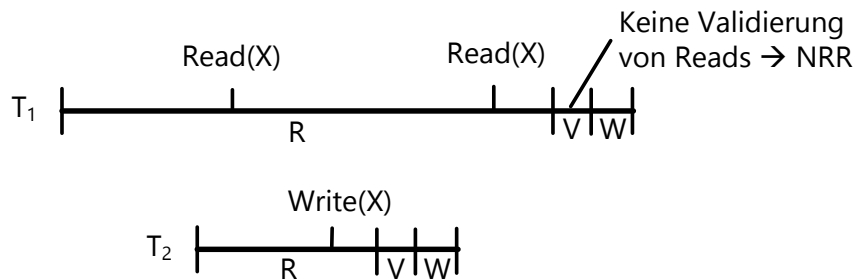 Keine Validierung
Read(X) Read(X) von Reads → NRR
T₁
R V W
Write(X)
T₂
R V W